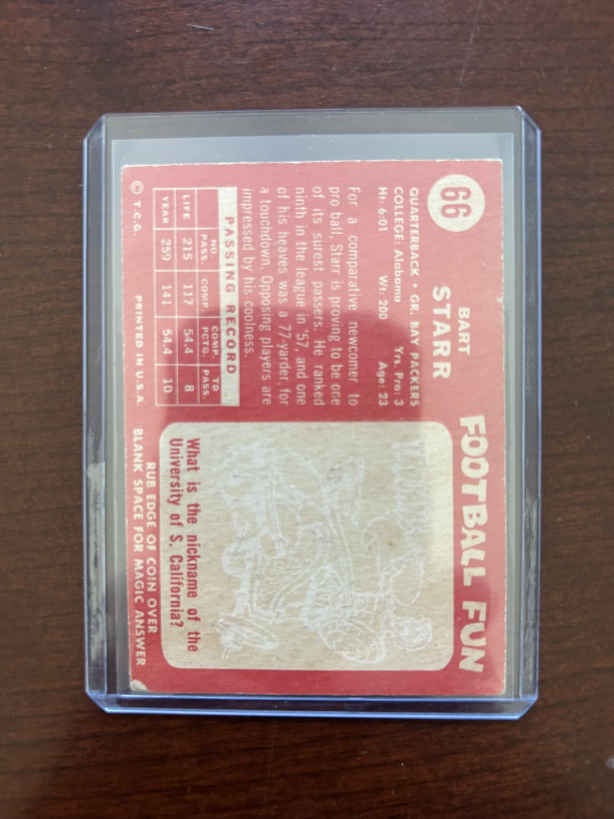 66
BART
STARR
QUARTERBACK • GR. BAY PACKERS
COLLEGE: Alabama Yrs. Pro: 3
Ht: 6-01 Wt: 200 Age: 23
For a comparative newcomer to
pro ball, Starr is proving to be one
of its surest passers. He ranked
ninth in the league in '57, and one
of his heaves was a 77-yarder, for
a touchdown. Opposing players are
impressed by his coolness.
PASSING RECORD
NO. PASS. COMP. COMP. PCTG. TD PASS.
LIFE 215 117 54.4 8
YEAR 259 141 54.4 10
© T.C.G. PRINTED IN U.S.A.
FOOTBALL FUN
What is the nickname of the
University of S. California?
RUB EDGE OF COIN OVER
BLANK SPACE FOR MAGIC ANSWER